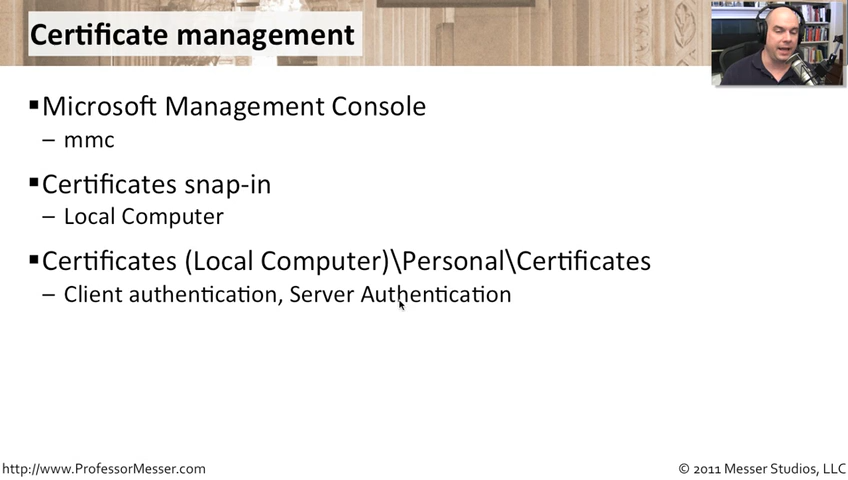 Certificate management
▪Microsoft Management Console
– mmc
▪Certificates snap-in
– Local Computer
▪Certificates (Local Computer)\Personal\Certificates
– Client authentication, Server Authentication
http://www.ProfessorMesser.com
© 2011 Messer Studios, LLC